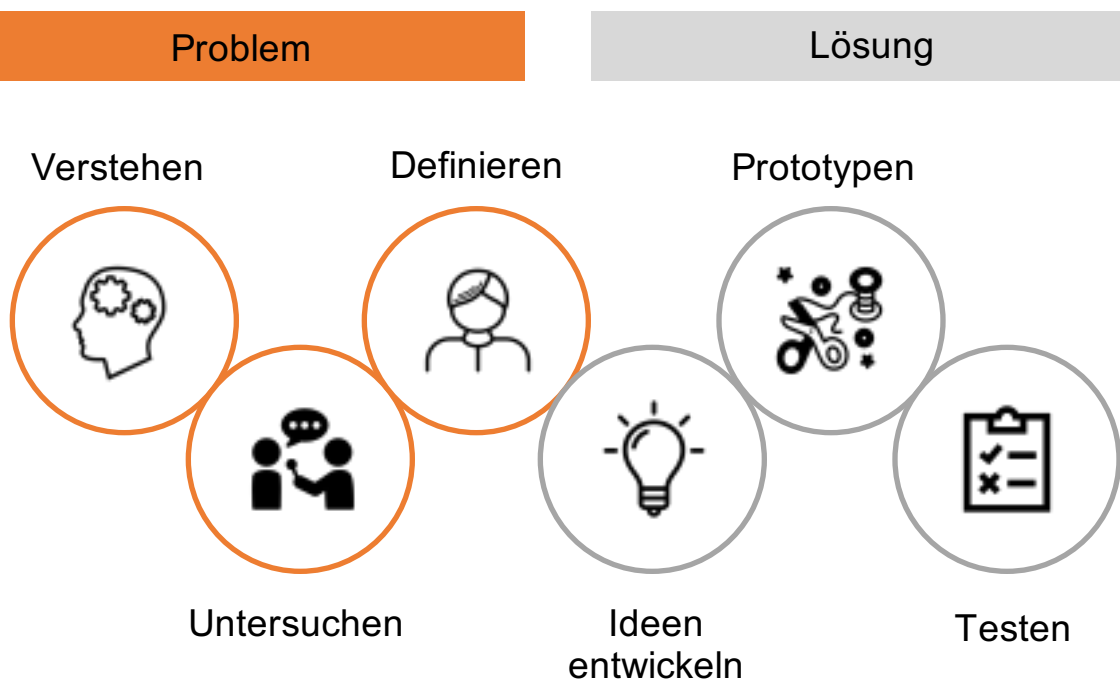 Problem
Lösung
Verstehen
Definieren
Prototypen
Untersuchen
Ideen
entwickeln
Testen